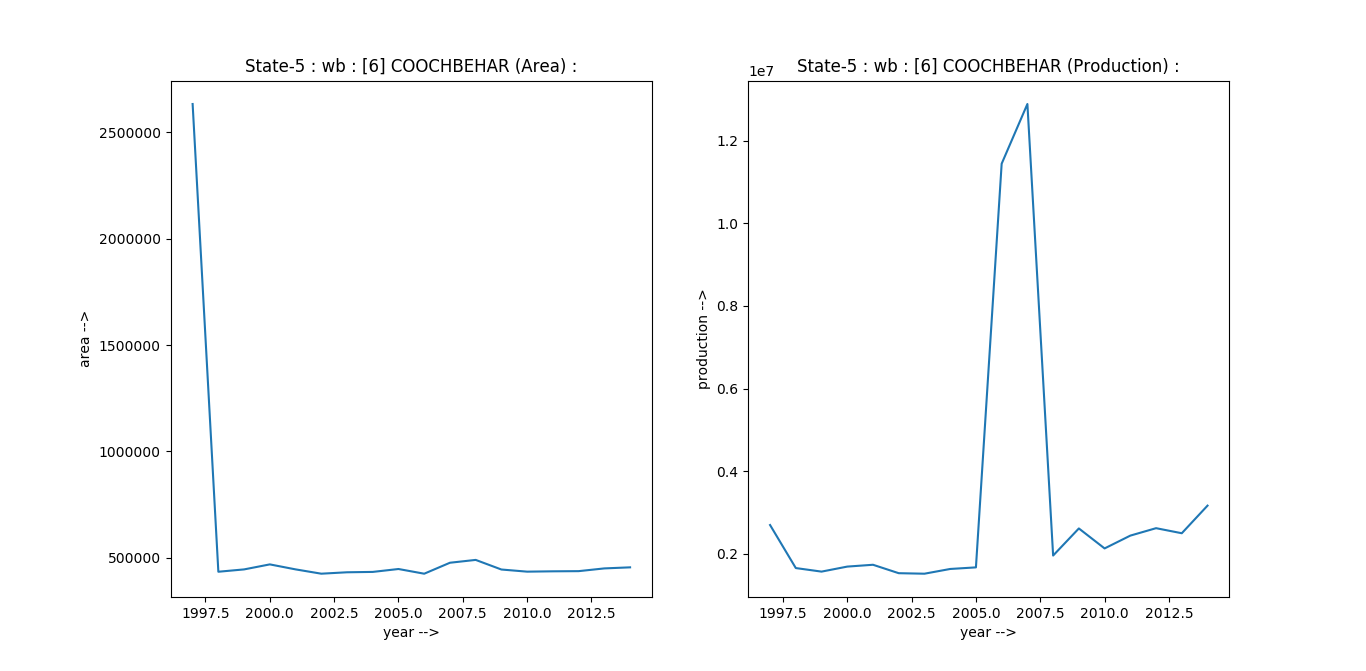 State-5 : wb : [6] COOCHBEHAR (Area) :
2500000
2000000
1500000
1000000
500000
area -->
1997.5 2000.0 2002.5 2005.0 2007.5 2010.0 2012.5
year -->
State-5 : wb : [6] COOCHBEHAR (Production) :
1e7
1.2
1.0
0.8
0.6
0.4
0.2
production -->
1997.5 2000.0 2002.5 2005.0 2007.5 2010.0 2012.5
year -->